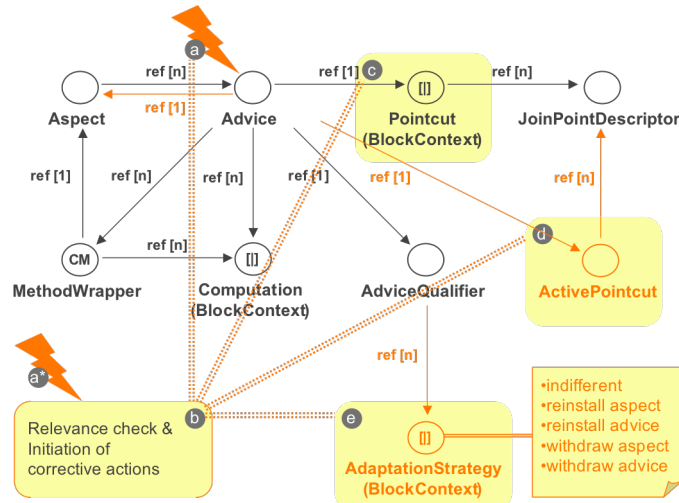 a
ref [n]
ref [1]
c
ref [n]
ref [1]
[|]
Aspect
Advice
Pointcut
(BlockContext)
JoinPointDescriptor
ref [1]
ref [n]
ref [n]
ref [1]
ref [1]
ref [n]
d
CM
ref [n]
[|]
MethodWrapper
Computation
(BlockContext)
AdviceQualifier
ActivePointcut
ref [n]
a*
b
e
Relevance check &
Initiation of
corrective actions
[|]
AdaptationStrategy
(BlockContext)
•indifferent
•reinstall aspect
•reinstall advice
•withdraw aspect
•withdraw advice